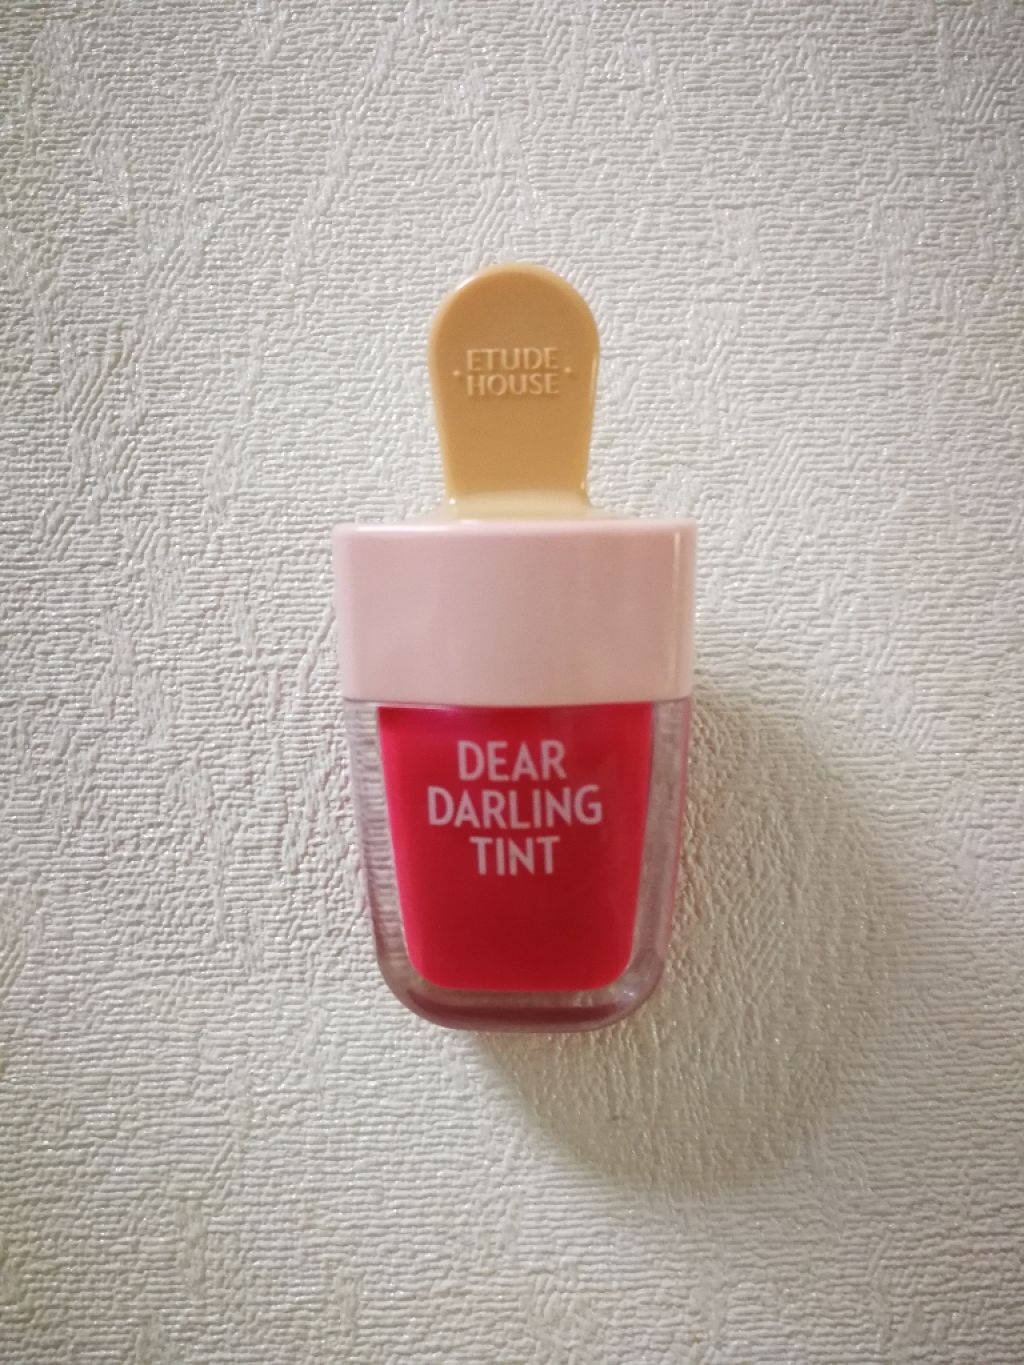 ·ETUDE·
HOUSE
DEAR
DARLING
TINT